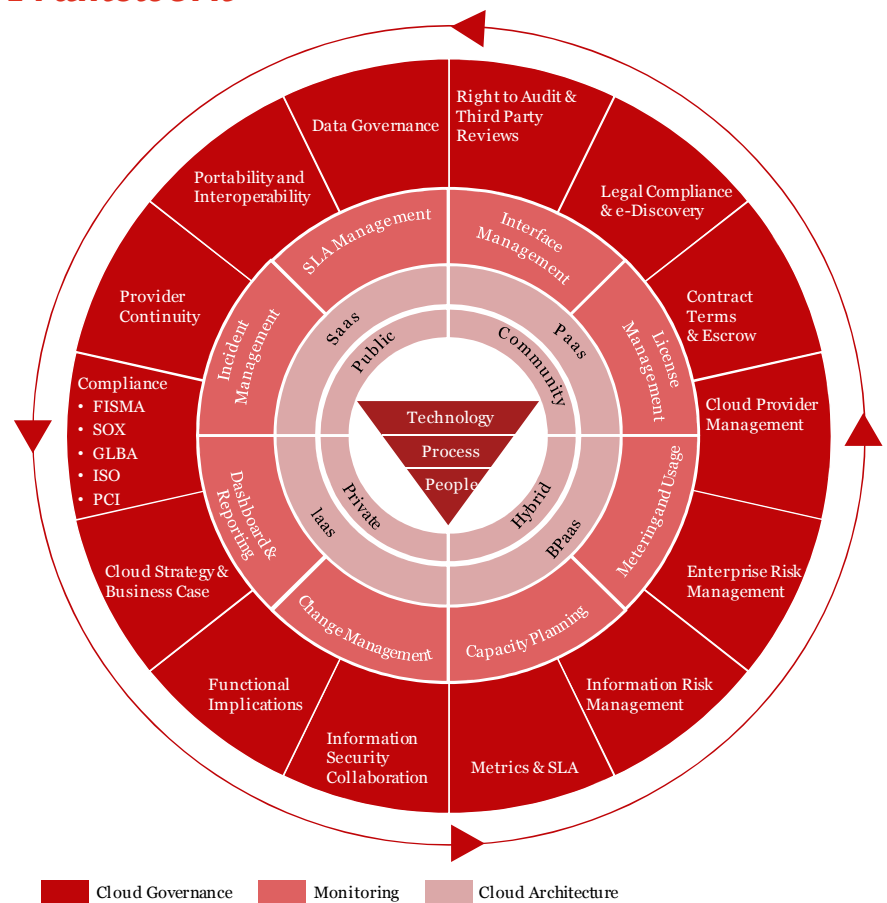 Right to Audit &
Third Party
Reviews
Legal Compliance
& e-Discovery
Contract
Terms
& Escrow
Cloud Provider
Management
Enterprise Risk
Management
Information Risk
Management
Metrics & SLA
Information
Security
Collaboration
Functional
Implications
Cloud Strategy &
Business Case
Compliance
• FISMA
• SOX
• GLBA
• ISO
• PCI
Provider
Continuity
Portability and
Interoperability
Data Governance
Interface
Management
License
Management
Metering and Usage
Capacity Planning
Change Management
Dashboard &
Reporting
Incident
Management
SLA Management
Saas
Paas
BPaas
Iaas
Public
Community
Hybrid
Private
Technology
Process
People
Cloud Governance
Monitoring
Cloud Architecture